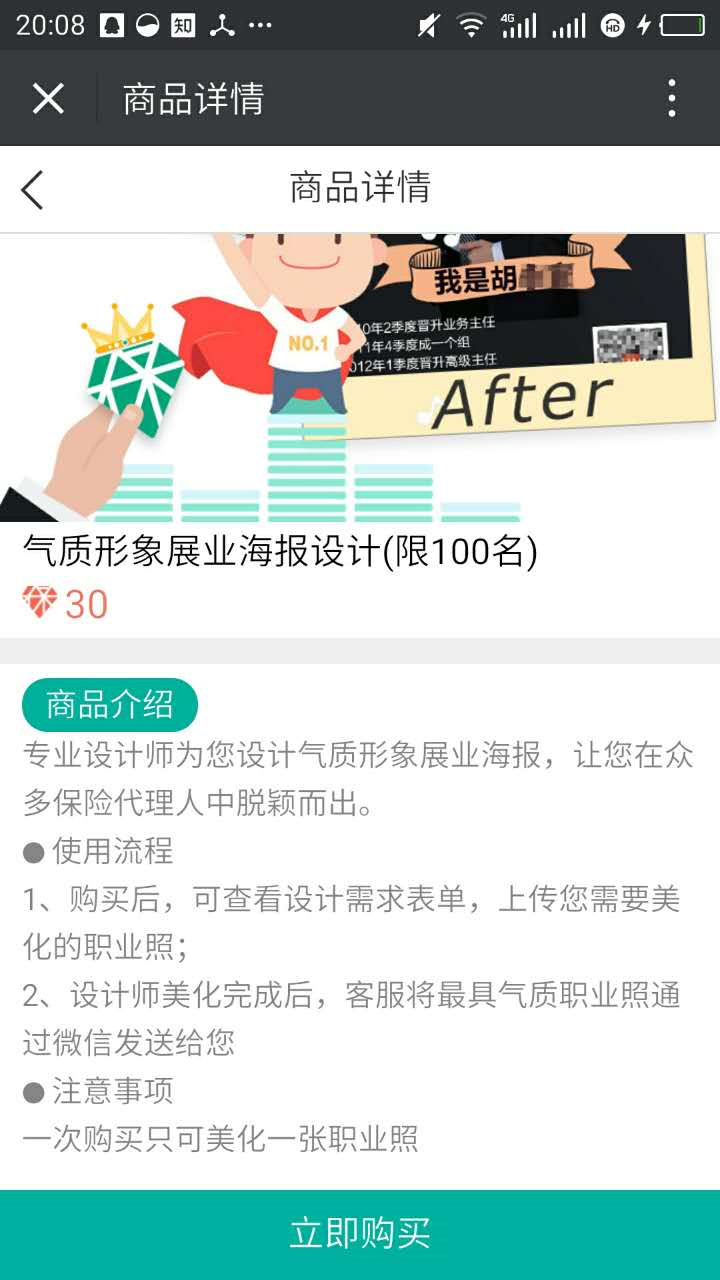 20:08 知 4G HD
商品详情
商品详情
我是胡
10年2季度晋升业务主任
11年4季度成一个组
012年1季度晋升高级主任
NO.1
After
气质形象展业海报设计(限100名)
30
商品介绍
专业设计师为您设计气质形象展业海报，让您在众
多保险代理人中脱颖而出。
●使用流程
1、购买后，可查看设计需求表单，上传您需要美
化的职业照；
2、设计师美化完成后，客服将最具气质职业照通
过微信发送给您
●注意事项
一次购买只可美化一张职业照
立即购买